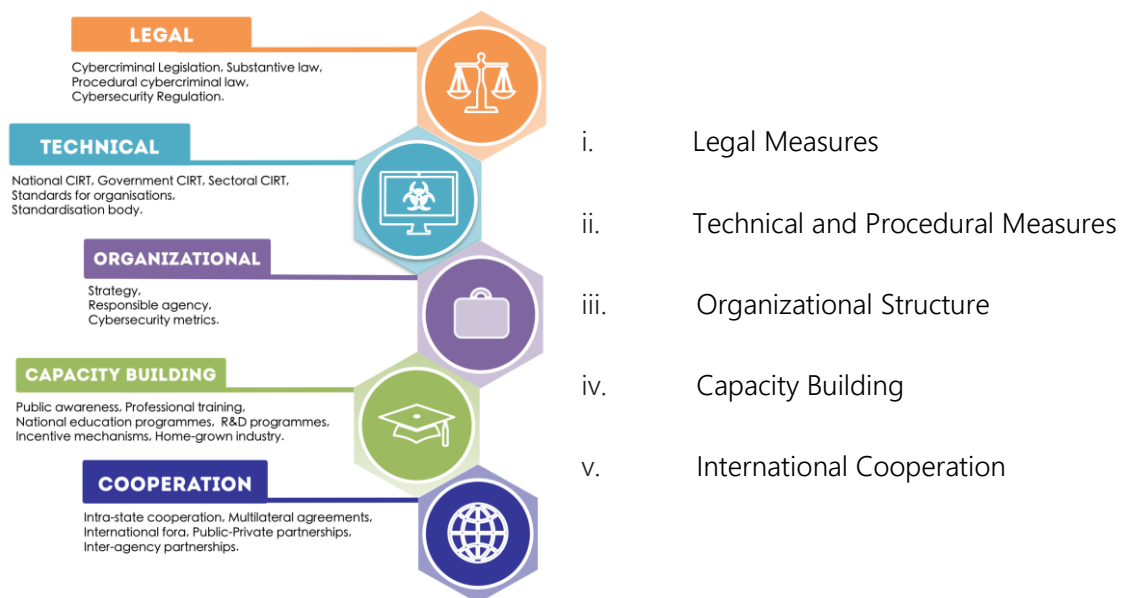 LEGAL
Cybercriminal Legislation, Substantive law,
Procedural cybercriminal law,
Cybersecurity Regulation.
TECHNICAL
National CIRT, Government CIRT, Sectoral CIRT,
Standards for organisations,
Standardisation body.
ORGANIZATIONAL
Strategy,
Responsible agency,
Cybersecurity metrics.
CAPACITY BUILDING
Public awareness, Professional training,
National education programmes, R&D programmes,
Incentive mechanisms, Home-grown industry.
COOPERATION
Intra-state cooperation, Multilateral agreements,
International fora, Public-Private partnerships,
Inter-agency partnerships.
i. Legal Measures
ii. Technical and Procedural Measures
iii. Organizational Structure
iv. Capacity Building
v. International Cooperation